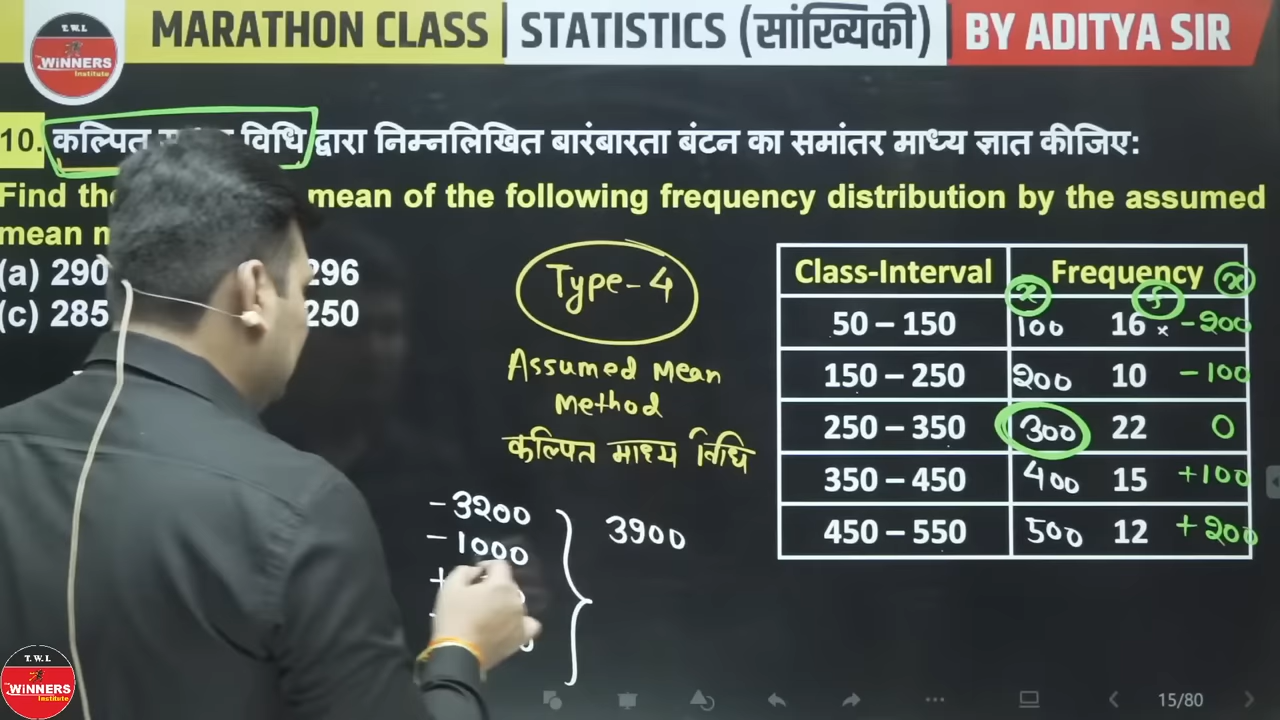 MARATHON CLASS STATISTICS (सांख्यिकी) BY ADITYA SIR
T.W.L
WiNNERS
Institute
10. कल्पित विधि द्वारा निम्नलिखित बारंबारता बंटन का समांतर माध्य ज्ञात कीजिए:
Find the mean of the following frequency distribution by the assumed
mean
(a) 290 296
(c) 285 250
Type-4
Assumed Mean
Method
कल्पित माध्य विधि
Class-Interval Frequency
x f x
50 – 150 100 16 x -200
150 – 250 200 10 -100
250 – 350 300 22 0
350 – 450 400 15 +100
450 – 550 500 12 +200
-3200
-1000
3900
T.W.L
WiNNERS
Institute
15/80